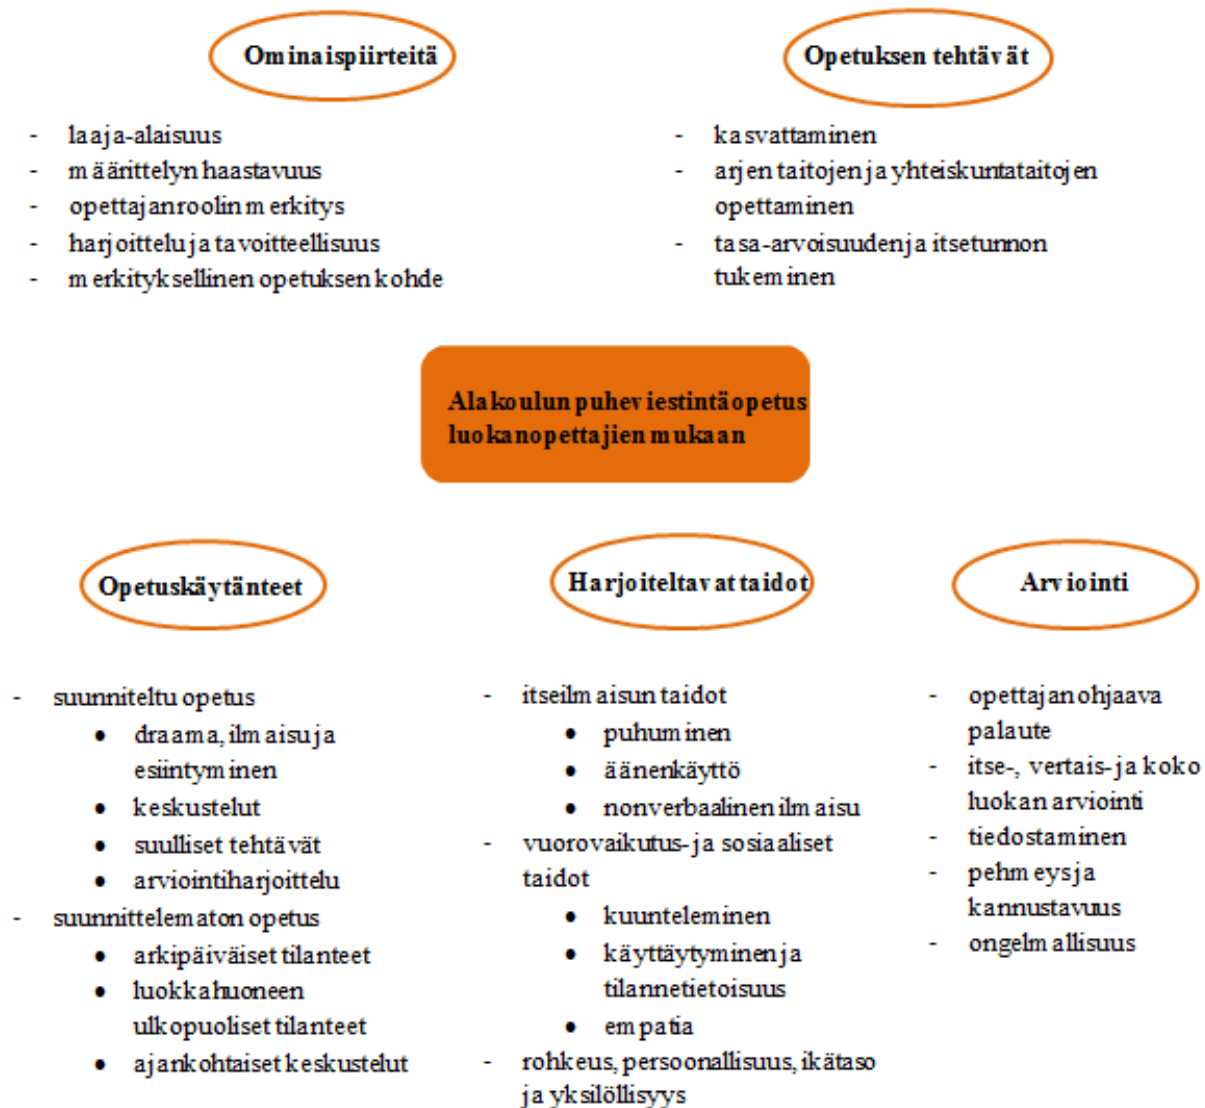 Ominaispiirteitä
- laaja-alaisuus
- määrittelyn haastavuus
- opettajan roolin merkitys
- harjoittelu ja tavoitteellisuus
- merkityksellinen opetuksen kohde
Opetuksen tehtävät
- kasvattaminen
- arjen taitojen ja yhteiskuntataitojen
opettaminen
- tasa-arvoisuuden ja itsetunnon
tukeminen
Alakoulun puheviestintäopetus
luokanopettajien mukaan
Opetuskäytänteet
- suunniteltu opetus
• draama, ilmaisu ja
esiintyminen
• keskustelut
• suulliset tehtävät
• arviointiharjoittelu
- suunnittelematon opetus
• arkipäiväiset tilanteet
• luokkahuoneen
ulkopuoliset tilanteet
• ajankohtaiset keskustelut
Harjoiteltavat taidot
- itseilmaisun taidot
• puhuminen
• äänenkäyttö
• nonverbaalinen ilmaisu
- vuorovaikutus- ja sosiaaliset
taidot
• kuunteleminen
• käyttäytyminen ja
tilannetietoisuus
• empatia
- rohkeus, persoonallisuus, ikätaso
ja yksilöllisyys
Arviointi
- opettajan ohjaava
palaute
- itse-, vertais- ja koko
luokan arviointi
- tiedostaminen
- pehmeys ja
kannustavuus
- ongelmallisuus